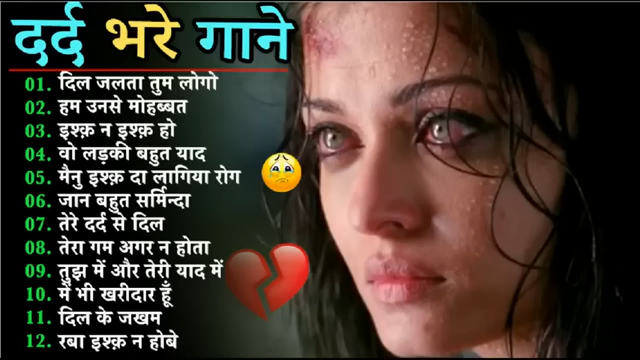 दर्द भरे गाने
01. दिल जलता तुम लोगो
02. हम उनसे मोहब्बत
03. इश्क़ न इश्क़ हो
04. वो लड़की बहुत याद
05. मैनु इश्क़ दा लागिया रोग
06. जान बहुत सर्मिन्दा
07. तेरे दर्द से दिल
08. तेरा गम अगर न होता
09. तुझ में और तेरी याद में
10. में भी खरीदार हूँ
11. दिल के जखम
12. रबा इश्क़ न होबे